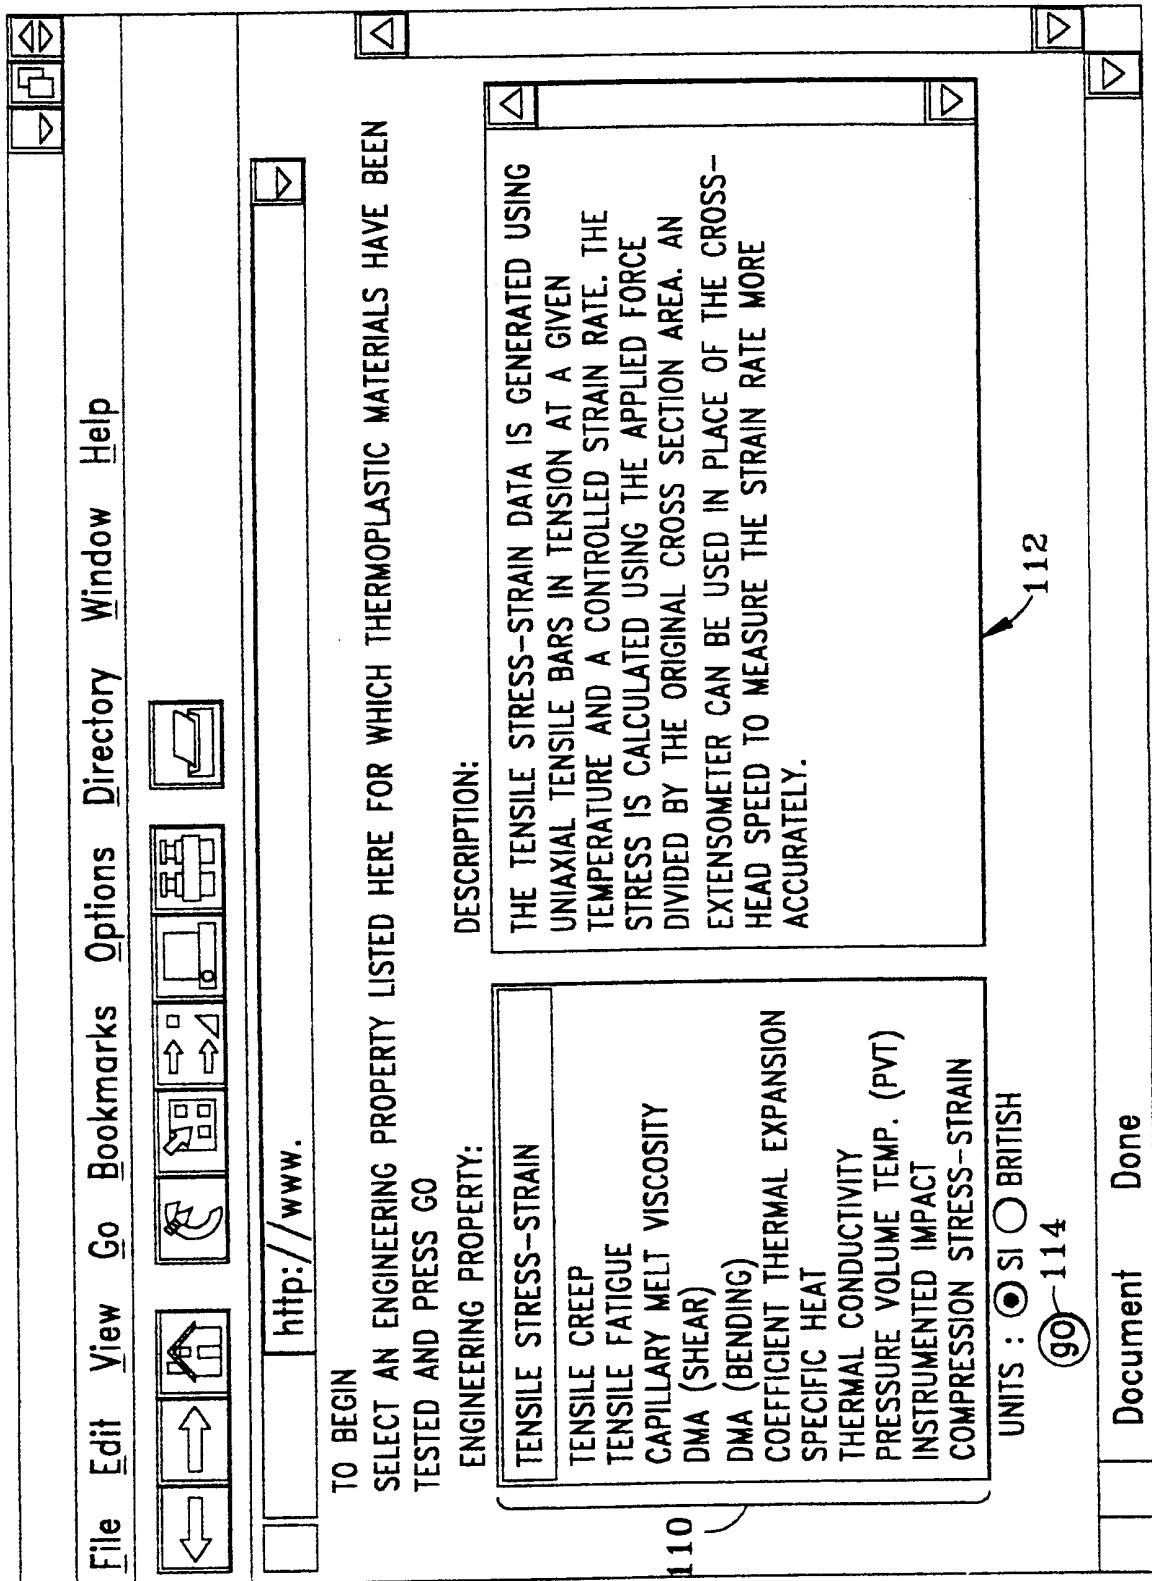 File Edit View Go Bookmarks Options Directory Window Help
http://www.
TO BEGIN
SELECT AN ENGINEERING PROPERTY LISTED HERE FOR WHICH THERMOPLASTIC MATERIALS HAVE BEEN
TESTED AND PRESS GO
ENGINEERING PROPERTY:
TENSILE STRESS-STRAIN
TENSILE CREEP
TENSILE FATIGUE
CAPILLARY MELT VISCOSITY
DMA (SHEAR)
DMA (BENDING)
COEFFICIENT THERMAL EXPANSION
SPECIFIC HEAT
THERMAL CONDUCTIVITY
PRESSURE VOLUME TEMP. (PVT)
INSTRUMENTED IMPACT
COMPRESSION STRESS-STRAIN
110
DESCRIPTION:
THE TENSILE STRESS-STRAIN DATA IS GENERATED USING
UNIAXIAL TENSILE BARS IN TENSION AT A GIVEN
TEMPERATURE AND A CONTROLLED STRAIN RATE. THE
STRESS IS CALCULATED USING THE APPLIED FORCE
DIVIDED BY THE ORIGINAL CROSS SECTION AREA. AN
EXTENSOMETER CAN BE USED IN PLACE OF THE CROSS-
HEAD SPEED TO MEASURE THE STRAIN RATE MORE
ACCURATELY.
112
UNITS : SI BRITISH
go 114
Document Done